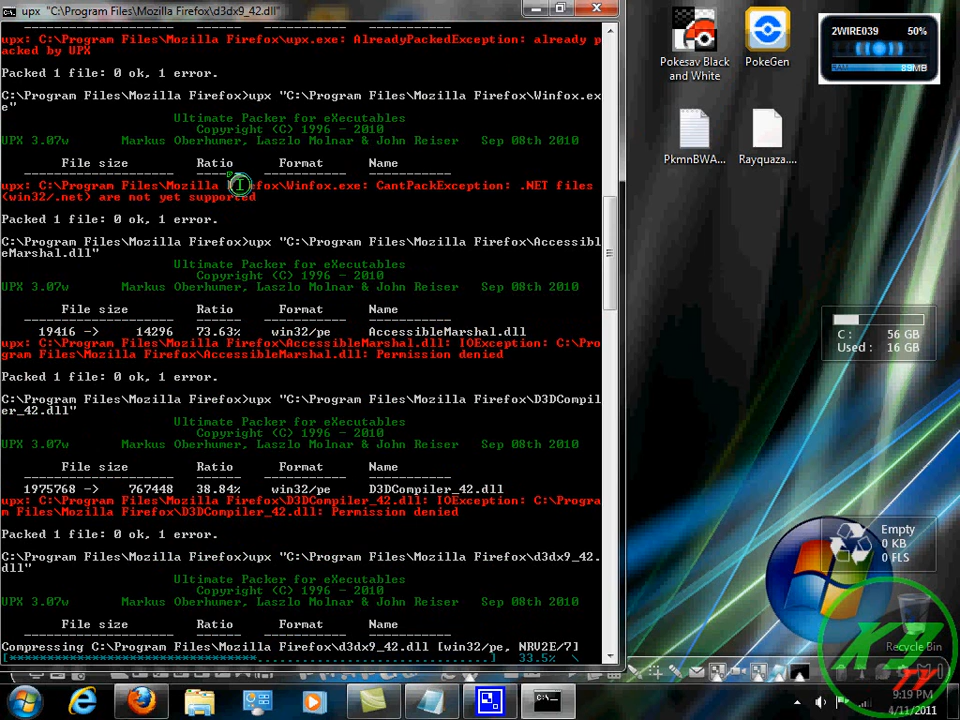 upx "C:\Program Files\Mozilla Firefox\d3dx9_42.dll"
upx: C:\Program Files\Mozilla Firefox\upx.exe: AlreadyPackedException: already p
acked by UPX
Packed 1 file: 0 ok, 1 error.
C:\Program Files\Mozilla Firefox>upx "C:\Program Files\Mozilla Firefox\Winfox.ex
e"
Ultimate Packer for eXecutables
Copyright (C) 1996 - 2010
UPX 3.07w Markus Oberhumer, Laszlo Molnar & John Reiser Sep 08th 2010
File size Ratio Format Name
upx: C:\Program Files\Mozilla Firefox\Winfox.exe: CantPackException: .NET files
(win32/.net) are not yet supported
Packed 1 file: 0 ok, 1 error.
C:\Program Files\Mozilla Firefox>upx "C:\Program Files\Mozilla Firefox\Accessibl
eMarshal.dll"
Ultimate Packer for eXecutables
Copyright (C) 1996 - 2010
UPX 3.07w Markus Oberhumer, Laszlo Molnar & John Reiser Sep 08th 2010
File size Ratio Format Name
19416 -> 14296 73.63% win32/pe AccessibleMarshal.dll
upx: C:\Program Files\Mozilla Firefox\AccessibleMarshal.dll: IOException: C:\Pro
gram Files\Mozilla Firefox\AccessibleMarshal.dll: Permission denied
Packed 1 file: 0 ok, 1 error.
C:\Program Files\Mozilla Firefox>upx "C:\Program Files\Mozilla Firefox\D3DCompil
er_42.dll"
Ultimate Packer for eXecutables
Copyright (C) 1996 - 2010
UPX 3.07w Markus Oberhumer, Laszlo Molnar & John Reiser Sep 08th 2010
File size Ratio Format Name
1975768 -> 767448 38.84% win32/pe D3DCompiler_42.dll
upx: C:\Program Files\Mozilla Firefox\D3DCompiler_42.dll: IOException: C:\Progra
m Files\Mozilla Firefox\D3DCompiler_42.dll: Permission denied
Packed 1 file: 0 ok, 1 error.
C:\Program Files\Mozilla Firefox>upx "C:\Program Files\Mozilla Firefox\d3dx9_42.
dll"
Ultimate Packer for eXecutables
Copyright (C) 1996 - 2010
UPX 3.07w Markus Oberhumer, Laszlo Molnar & John Reiser Sep 08th 2010
File size Ratio Format Name
Compressing C:\Program Files\Mozilla Firefox\d3dx9_42.dll [win32/pe, NRV2E/7]
33.5% \
Pokesav Black
and White
PokeGen
2WIRE039 50%
RAM 89MB
PkmnBWA...
Rayquaza....
C : 56 GB
Used : 16 GB
Empty
0 KB
0 FLS
Recycle Bin
9:19 PM
4/11/2011